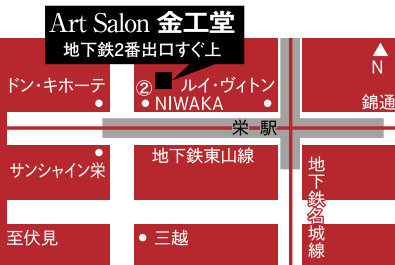 Art Salon 金工堂
地下鉄2番出口すぐ上
N
ドン・キホーテ
② ルイ・ヴィトン
NIWAKA
錦通
栄 駅
サンシャイン栄
地下鉄東山線
地下鉄名城線
至伏見
三越